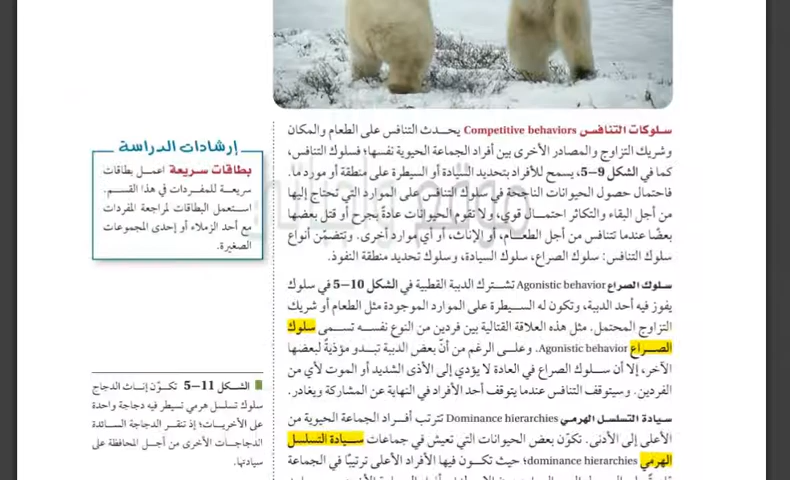 سلوكات التنافس Competitive behaviors يحدث التنافس على الطعام والمكان
وشريك التزاوج والمصادر الأخرى بين أفراد الجماعة الحيوية نفسها؛ فسلوك التنافس،
كما في الشكل 9-5، يسمح للأفراد بتحديد السيادة أو السيطرة على منطقة أو مورد ما.
فاحتمال حصول الحيوانات الناجحة في سلوك التنافس على الموارد التي تحتاج إليها
من أجل البقاء والتكاثر احتمال قوي، ولا تقوم الحيوانات عادة بجرح أو قتل بعضها
بعضًا عندما تتنافس من أجل الطعام، أو الإناث، أو أي موارد أخرى. وتتضمن أنواع
سلوك التنافس: سلوك الصراع، وسلوك السيادة، وسلوك تحديد منطقة النفوذ.
سلوك الصراع Agonistic behavior تشترك الدببة القطبية في الشكل 10-5 في سلوك
يفوز فيه أحد الدببة، وتكون له السيطرة على الموارد الموجودة مثل الطعام أو شريك
التزاوج المحتمل. مثل هذه العلاقة القتالية بين فردين من النوع نفسه تسمى سلوك
الصراع Agonistic behavior. وعلى الرغم من أنّ بعض الدببة تبدو مؤذيةً لبعضها
الآخر، إلا أن سلوك الصراع في العادة لا يؤدي إلى الأذى الشديد أو الموت لأي من
الفردين. وسيتوقف التنافس عندما يتوقف أحد الأفراد في النهاية عن المشاركة ويغادر.
سيادة التسلسل الهرمي Dominance hierarchies تترتب أفراد الجماعة الحيوية من
الأعلى إلى الأدنى. تكوّن بعض الحيوانات التي تعيش في جماعات سيادة التسلسل
الهرمي dominance hierarchies؛ حيث تكون فيها الأفراد الأعلى ترتيبًا في الجماعة
إرشادات الدراسة
بطاقات سريعة اعمل بطاقات
سريعة للمفردات في هذا القسم.
استعمل البطاقات لمراجعة المفردات
مع أحد الزملاء أو إحدى المجموعات
الصغيرة.
الشكل 11-5 تكوّن إناث الدجاج
سلوك تسلسل هرمي تسيطر فيه دجاجة واحدة
على الأخريات؛ إذ تنقر الدجاجة السائدة
الدجاجات الأخرى من أجل المحافظة على
سيادتها.